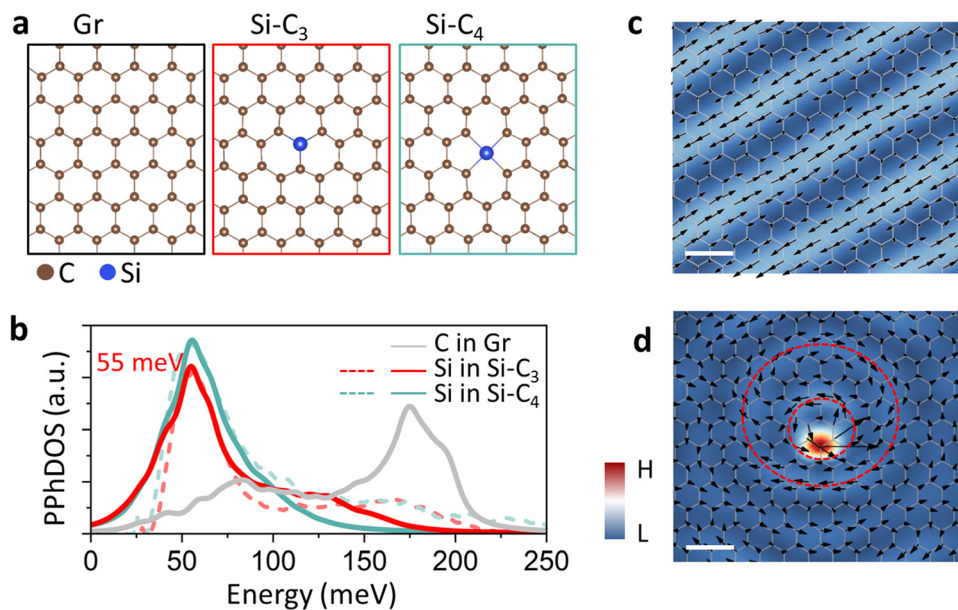 a
Gr
Si-C₃
Si-C₄
C
Si
b
PPhDOS (a.u.)
55 meV
C in Gr
Si in Si-C₃
Si in Si-C₄
0
50
100
150
200
250
Energy (meV)
c
d
H
L